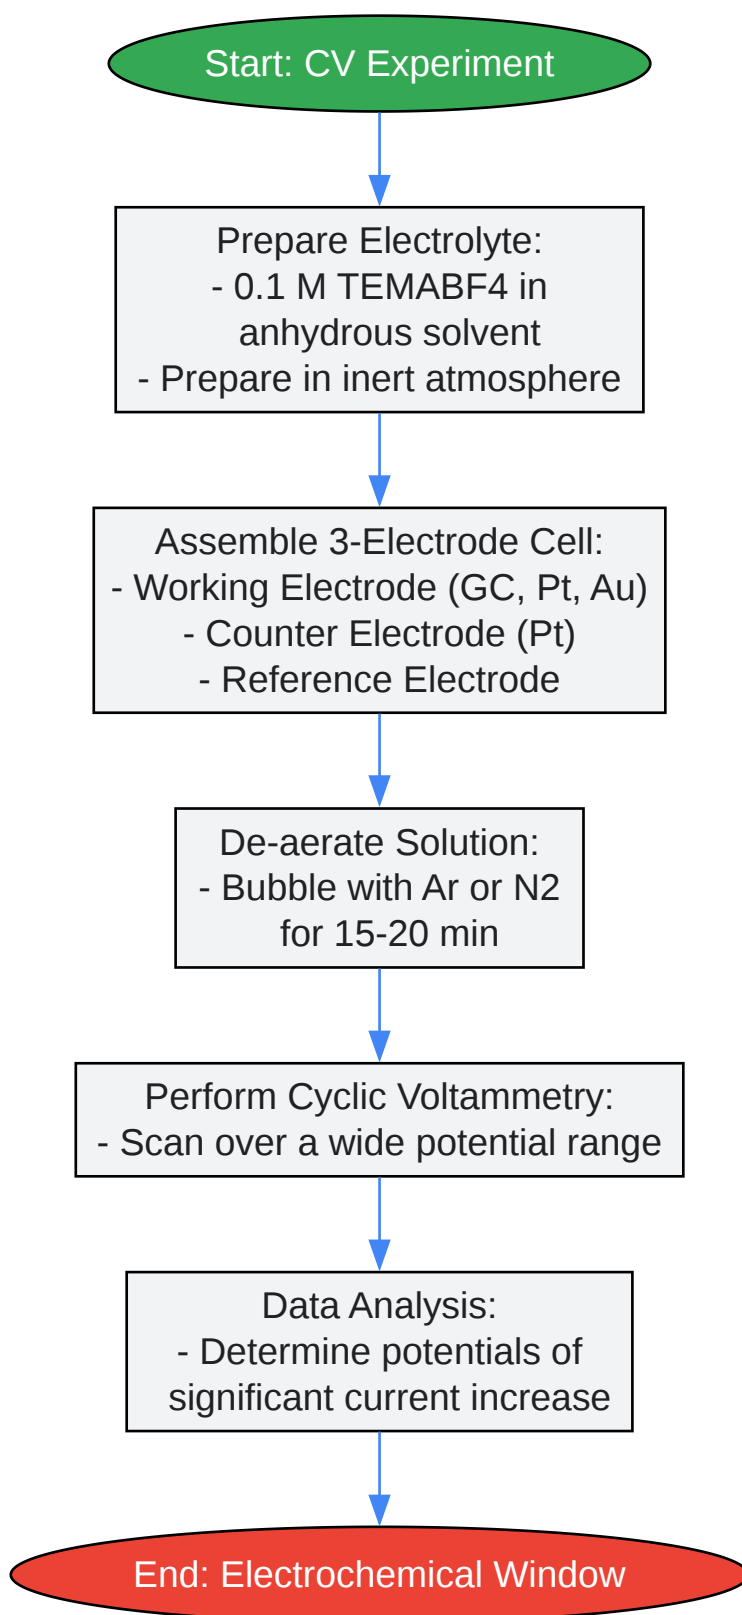 Start: CV Experiment
Prepare Electrolyte:
- 0.1 M TEMABF4 in
anhydrous solvent
- Prepare in inert atmosphere
Assemble 3-Electrode Cell:
- Working Electrode (GC, Pt, Au)
- Counter Electrode (Pt)
- Reference Electrode
De-aerate Solution:
- Bubble with Ar or N2
for 15-20 min
Perform Cyclic Voltammetry:
- Scan over a wide potential range
Data Analysis:
- Determine potentials of
significant current increase
End: Electrochemical Window